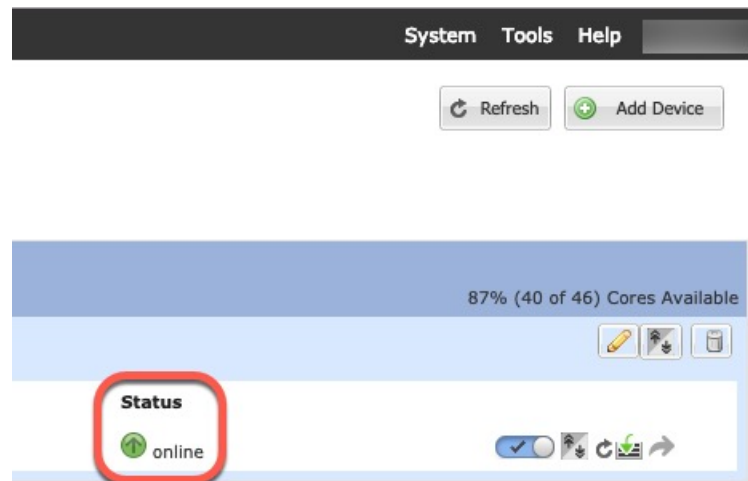 System Tools Help
Refresh Add Device
87% (40 of 46) Cores Available
Status
online